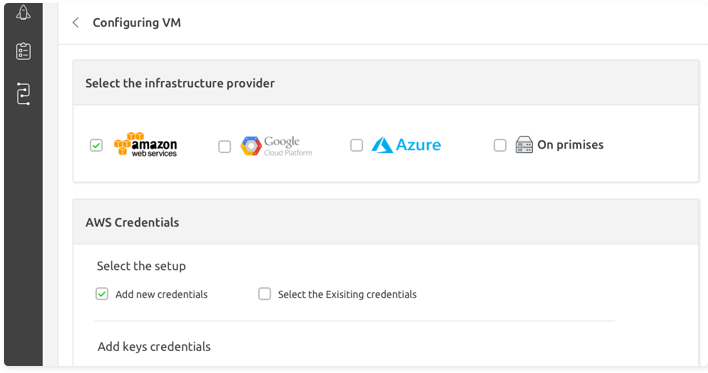 Configuring VM
Select the infrastructure provider
amazon
web services
Google
Cloud Platform
Azure
On primises
AWS Credentials
Select the setup
Add new credentials
Select the Exisiting credentials
Add keys credentials